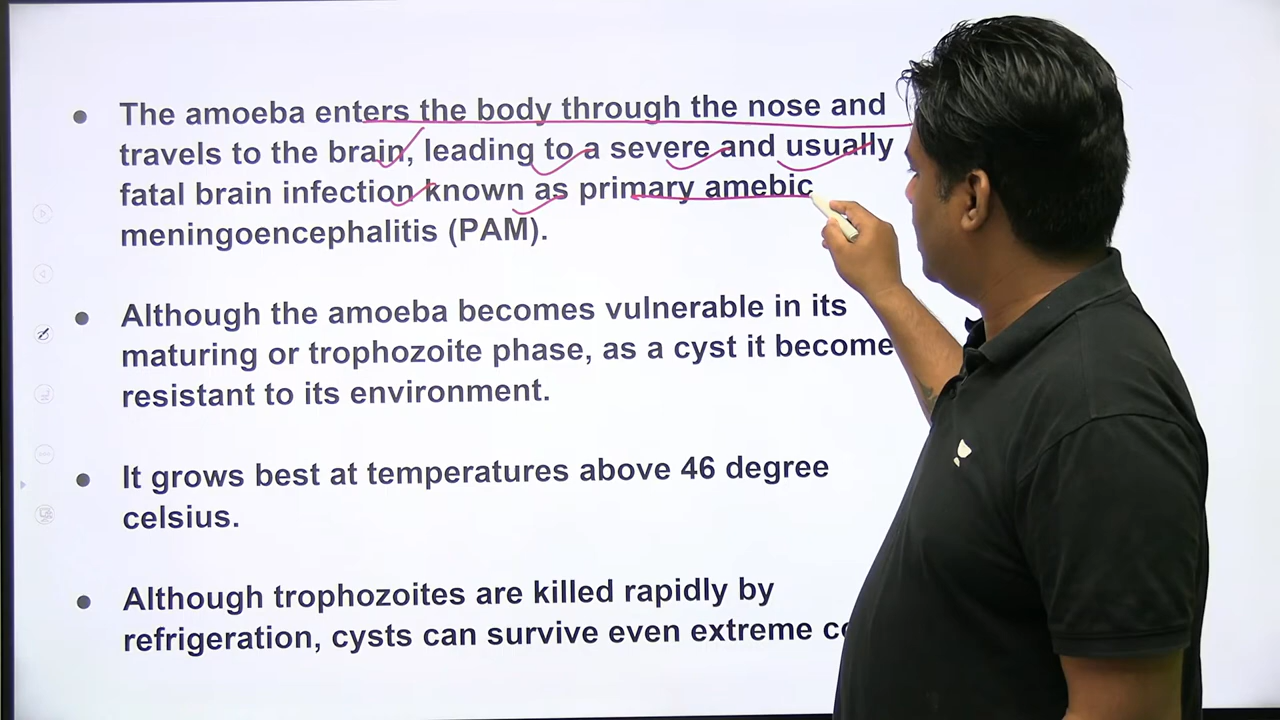 The amoeba enters the body through the nose and
travels to the brain, leading to a severe and usually
fatal brain infection known as primary amebic
meningoencephalitis (PAM).
Although the amoeba becomes vulnerable in its
maturing or trophozoite phase, as a cyst it become
resistant to its environment.
It grows best at temperatures above 46 degree
celsius.
Although trophozoites are killed rapidly by
refrigeration, cysts can survive even extreme